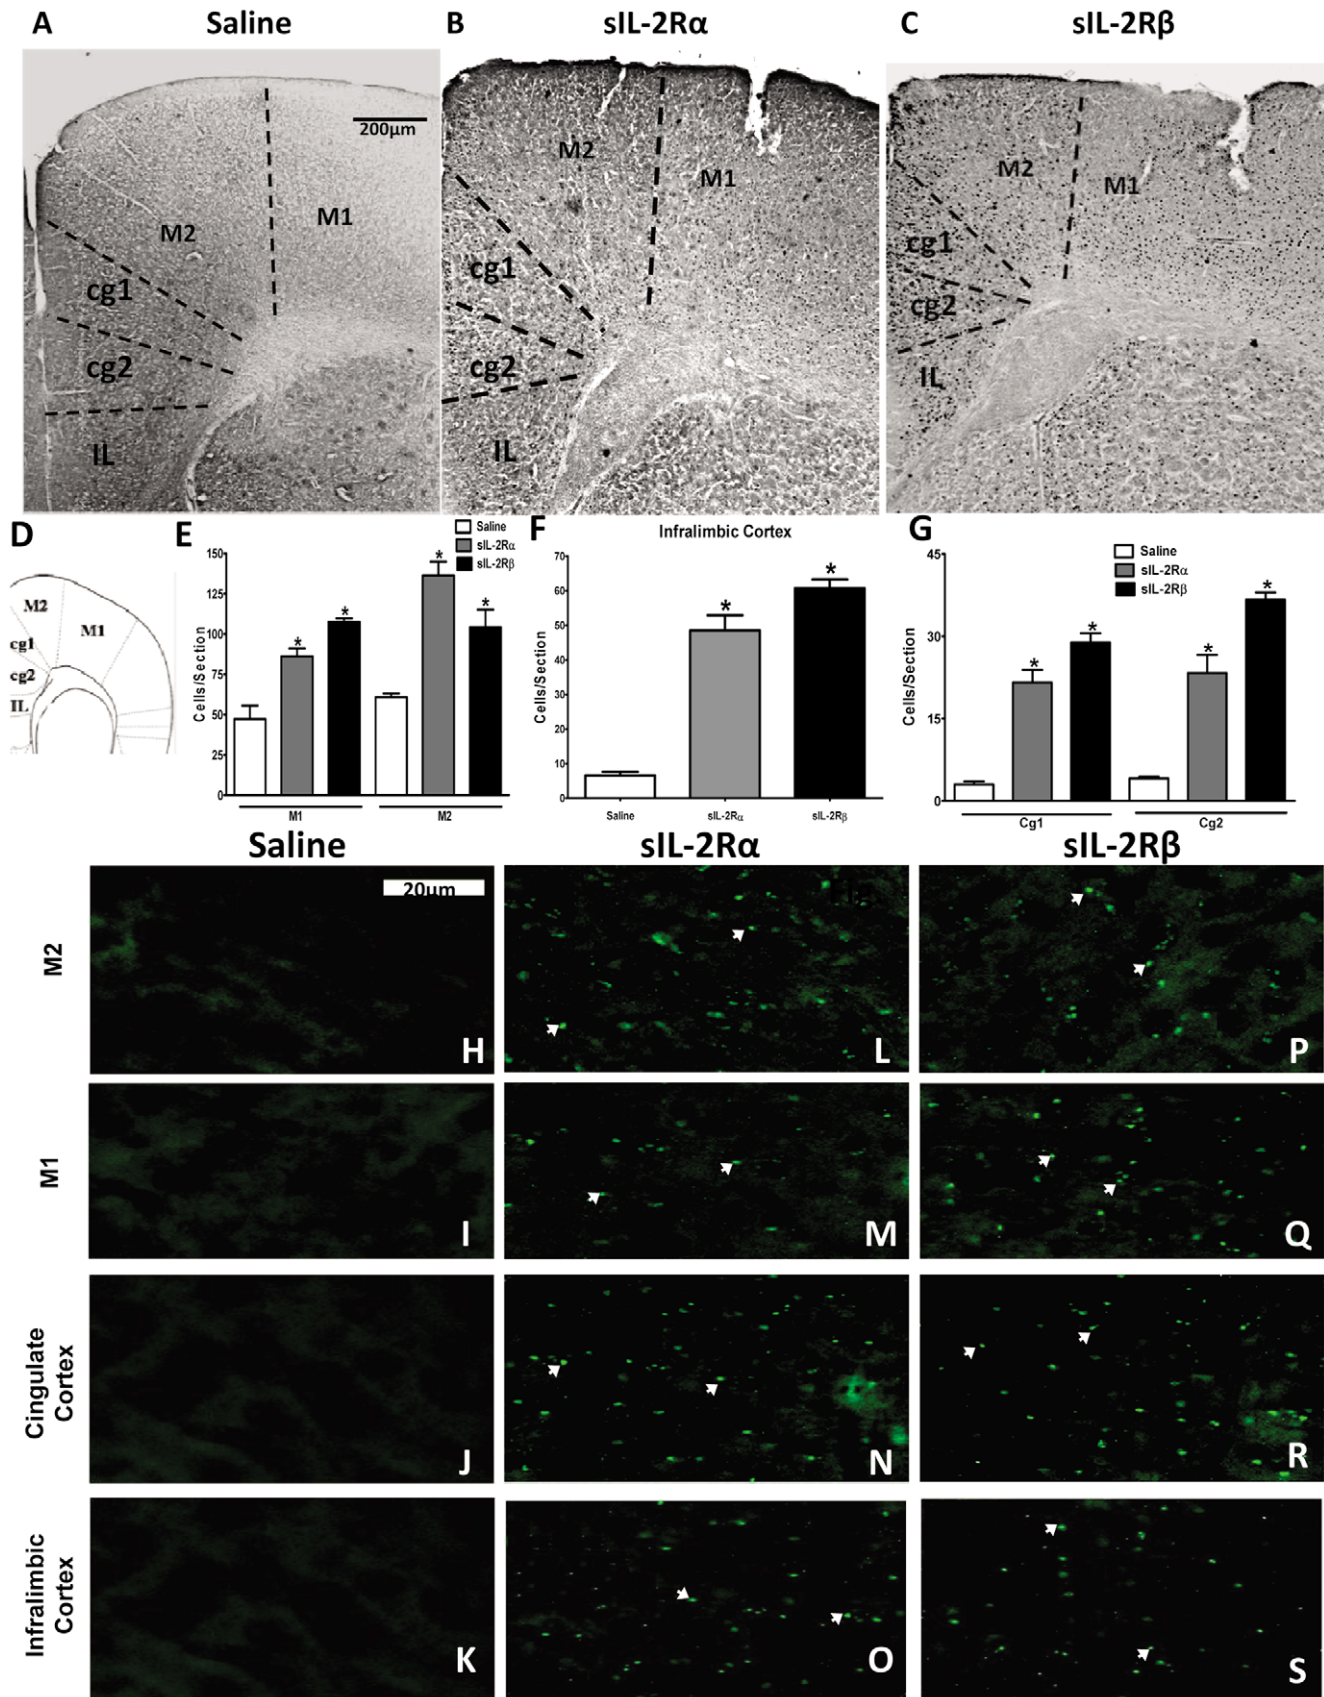 A Saline
B sIL-2Rα
C sIL-2Rβ
200µm
M2
M1
cg1
cg2
IL
M2
M1
cg1
cg2
IL
M2
M1
cg1
cg2
IL
D
M2
M1
cg1
cg2
IL
E
Saline
sIL-2Rα
sIL-2Rβ
Cells/Section
150
125
100
75
50
25
0
M1
M2
* * * *
F
Infralimbic Cortex
Cells/Section
70
60
50
40
30
20
10
0
* *
Saline
sIL-2Rα
sIL-2Rβ
G
Saline
sIL-2Rα
sIL-2Rβ
Cells/Section
45
30
15
0
* * * *
Cg1
Cg2
Saline
sIL-2Rα
sIL-2Rβ
M2
20µm
H
L
P
M1
I
M
Q
Cingulate
Cortex
J
N
R
Infralimbic
Cortex
K
O
S